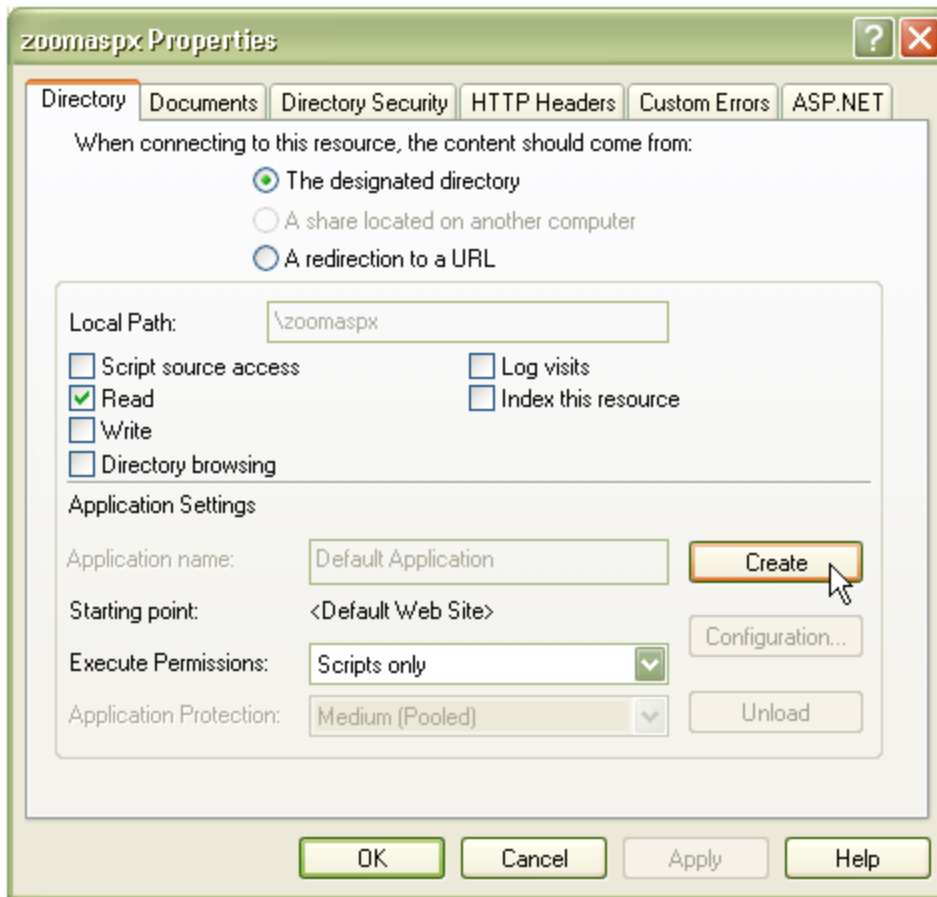 zoomaspx Properties
Directory Documents Directory Security HTTP Headers Custom Errors ASP.NET
When connecting to this resource, the content should come from:
The designated directory
A share located on another computer
A redirection to a URL
Local Path: \zoomaspx
Script source access Log visits
Read Index this resource
Write
Directory browsing
Application Settings
Application name: Default Application Create
Starting point: <Default Web Site>
Configuration...
Execute Permissions: Scripts only
Application Protection: Medium (Pooled) Unload
OK Cancel Apply Help